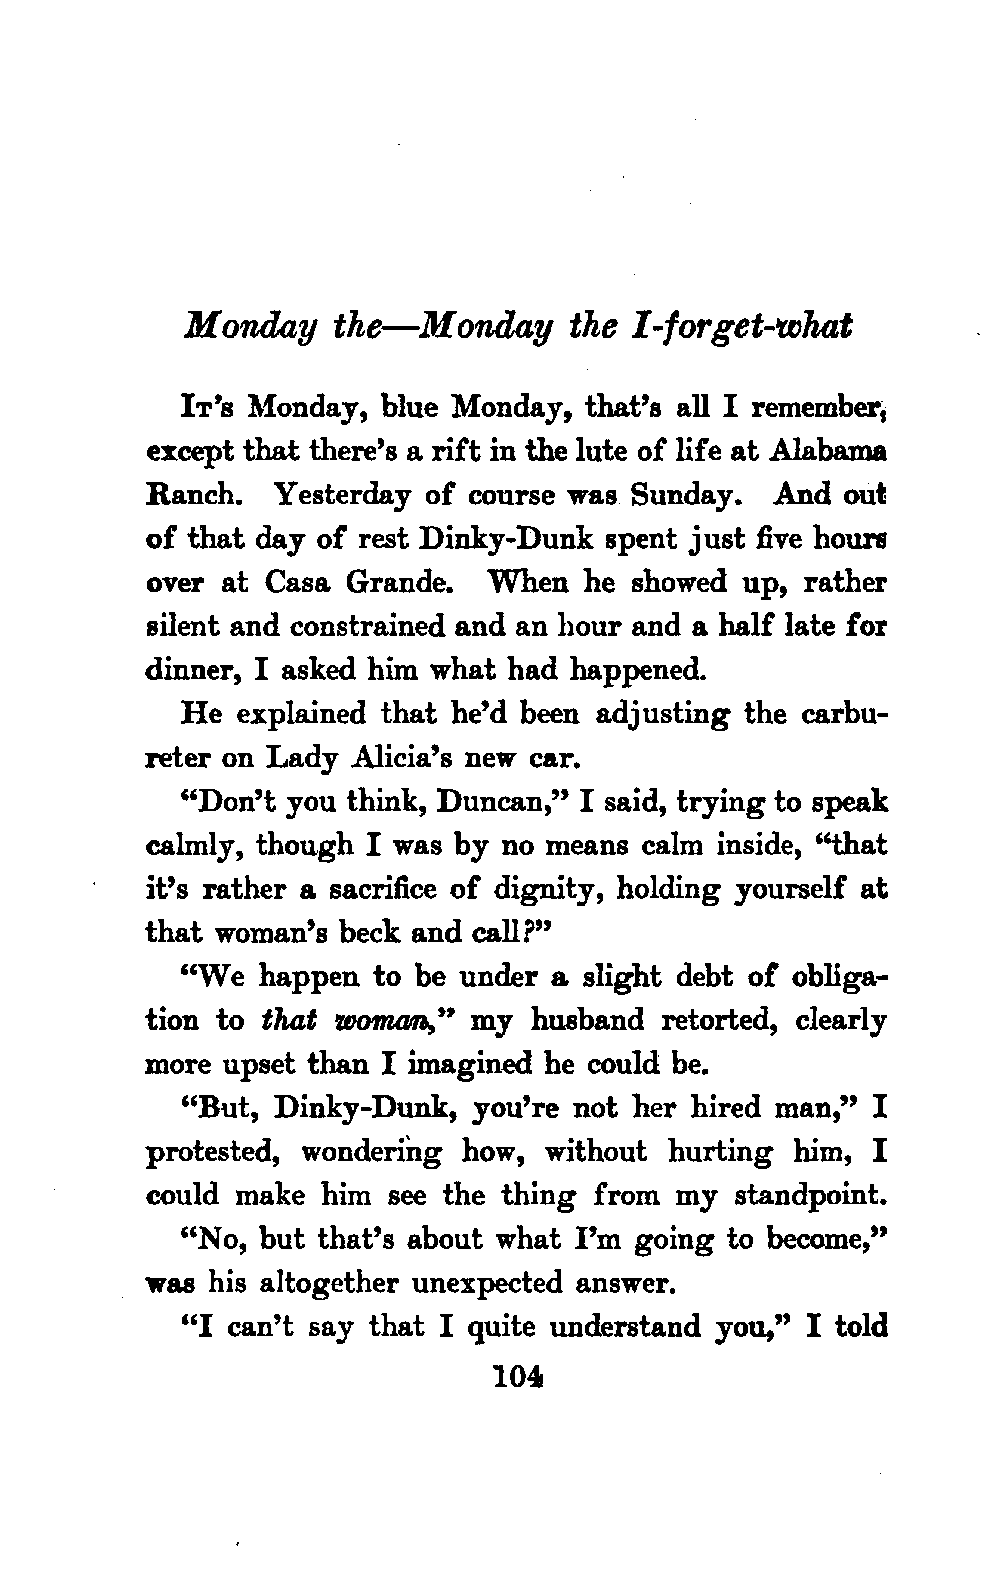 Monday the—Monday the I-forget-what
It's Monday, blue Monday, that's all I remember,
except that there's a rift in the lute of life at Alabama
Ranch. Yesterday of course was Sunday. And out
of that day of rest Dinky-Dunk spent just five hours
over at Casa Grande. When he showed up, rather
silent and constrained and an hour and a half late for
dinner, I asked him what had happened.
He explained that he'd been adjusting the carbu-
reter on Lady Alicia's new car.
“Don't you think, Duncan,” I said, trying to speak
calmly, though I was by no means calm inside, “that
it's rather a sacrifice of dignity, holding yourself at
that woman's beck and call?”
“We happen to be under a slight debt of obliga-
tion to that woman,” my husband retorted, clearly
more upset than I imagined he could be.
“But, Dinky-Dunk, you're not her hired man,” I
protested, wondering how, without hurting him, I
could make him see the thing from my standpoint.
“No, but that's about what I'm going to become,”
was his altogether unexpected answer.
“I can't say that I quite understand you,” I told
104